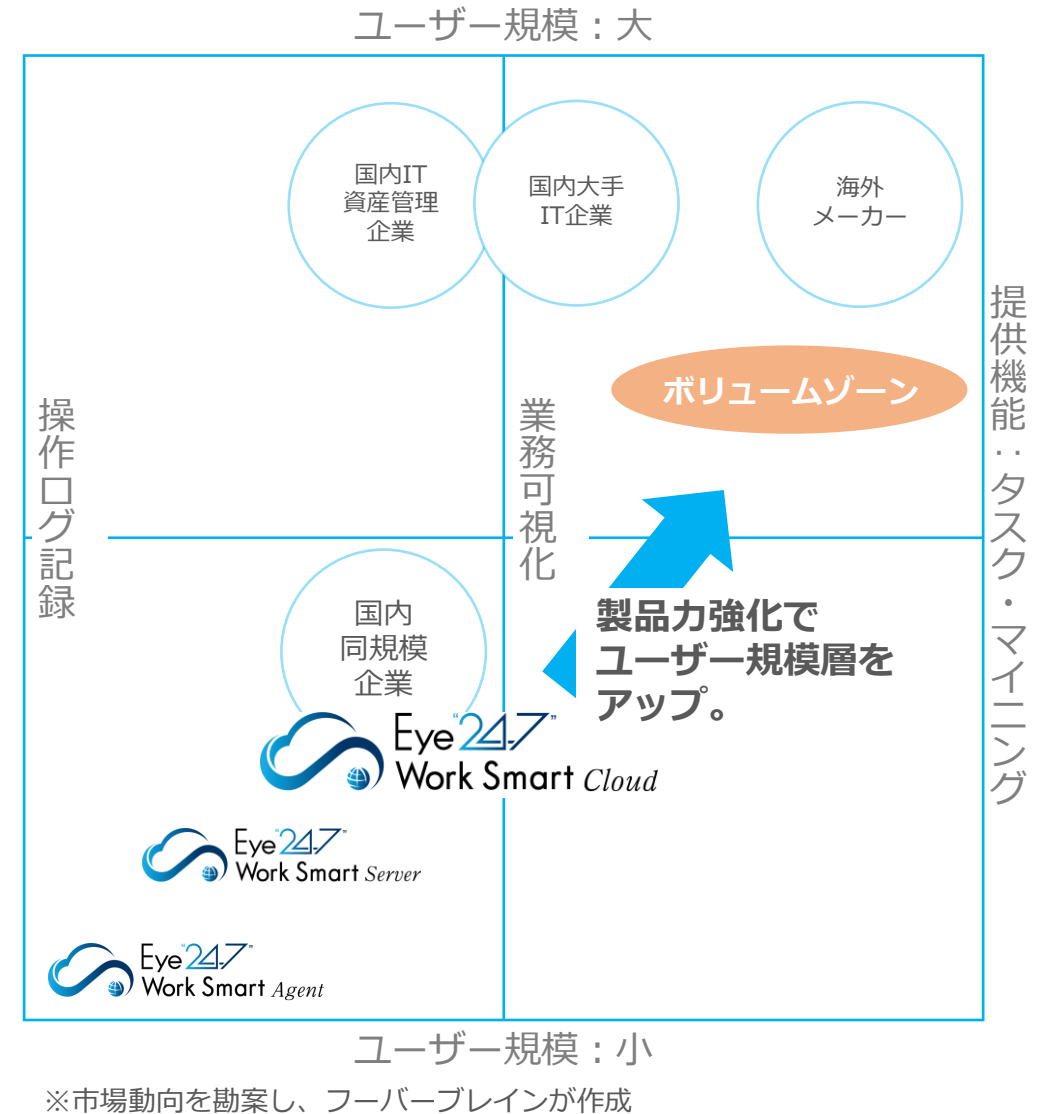 ユーザー規模：大
国内IT
資産管理
企業
国内大手
IT企業
海外
メーカー
ボリュームゾーン
操作ログ記録
業務可視化
提供機能：タスク・マイニング
製品力強化で
ユーザー規模層を
アップ。
国内
同規模
企業
Eye"24-7"
Work Smart Cloud
Eye"24-7"
Work Smart Server
Eye"24-7"
Work Smart Agent
ユーザー規模：小
※市場動向を勘案し、フーバーブレインが作成